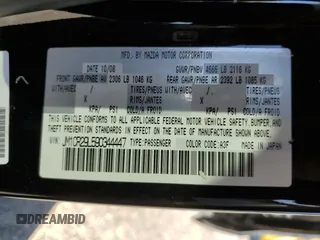 MFD. BY MAZDA MOTOR CORPORATION
DATE 10/08 GVWR/PNBV 4666 LB 2116 KG
FRONT GAWR/PNBE AV 2306 LB 1046 KG REAR GAWR/PNBE AR 2392 LB 1085 KG
/ TIRES/PNEUS / TIRES/PNEUS
X RIMS/JANTES X RIMS/JANTES
KPA/ PSI COLD/A FROID KPA/ PSI COLD/A FROID
THIS VEHICLE CONFORMS TO ALL APPLICABLE FEDERAL MOTOR VEHICLE SAFETY, BUMPER, AND
THEFT PREVENTION STANDARDS IN EFFECT ON THE DATE OF MANUFACTURE SHOWN ABOVE.
VIN JM1CR29L590344447 TYPE PASSENGER COLOR CODE A3F MADE IN JAPAN
DREAMBID